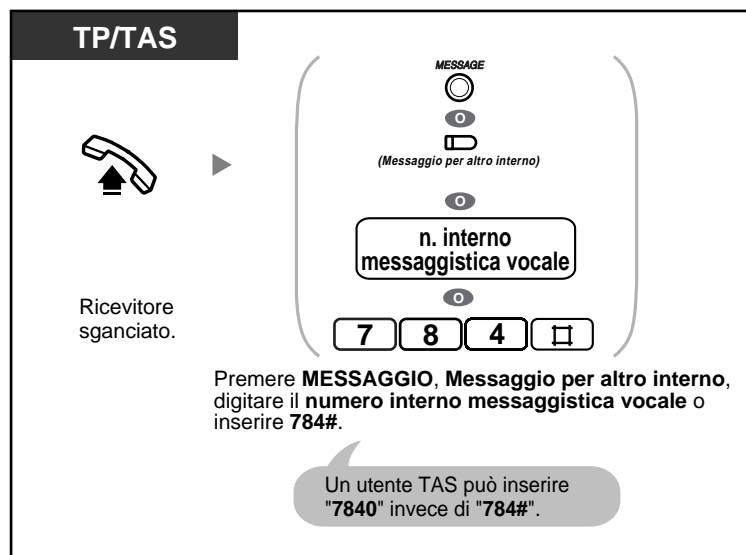 TP/TAS
MESSAGE
O
(Messaggio per altro interno)
O
n. interno
messaggistica vocale
O
7 8 4 #
Ricevitore
sganciato.
Premere MESSAGGIO, Messaggio per altro interno,
digitare il numero interno messaggistica vocale o
inserire 784#.
Un utente TAS può inserire
"7840" invece di "784#".